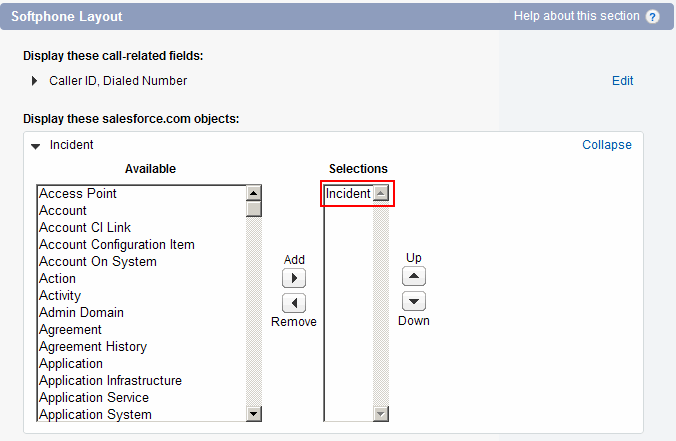 Softphone Layout Help about this section ?
Display these call-related fields:
Caller ID, Dialed Number Edit
Display these salesforce.com objects:
Incident Collapse
Available Selections
Access Point Incident
Account
Account CI Link
Account Configuration Item
Account On System
Action
Activity
Admin Domain
Agreement
Agreement History
Application
Application Infrastructure
Application Service
Application System
Add
Remove
Up
Down